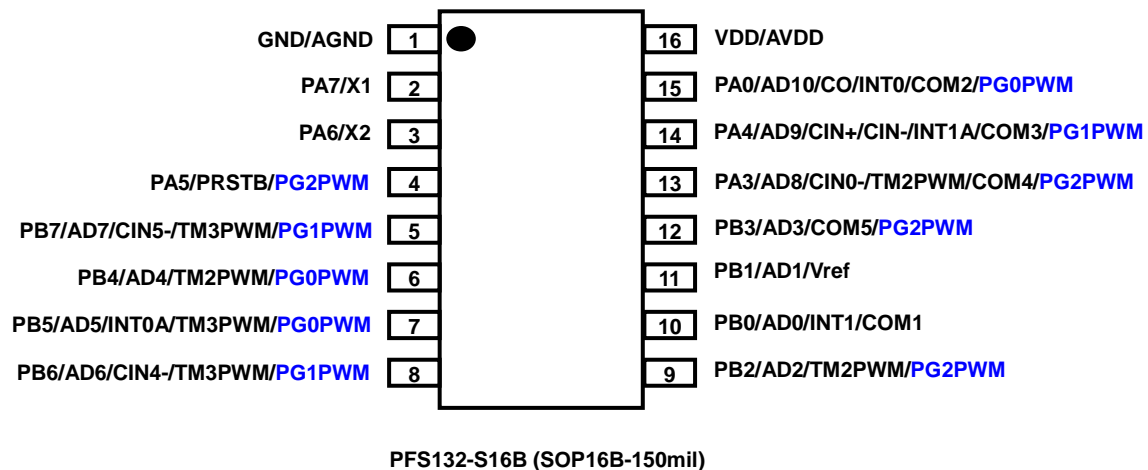 GND/AGND 1 16 VDD/AVDD
PA7/X1 2 15 PA0/AD10/CO/INT0/COM2/PG0PWM
PA6/X2 3 14 PA4/AD9/CIN+/CIN-/INT1A/COM3/PG1PWM
PA5/PRSTB/PG2PWM 4 13 PA3/AD8/CIN0-/TM2PWM/COM4/PG2PWM
PB7/AD7/CIN5-/TM3PWM/PG1PWM 5 12 PB3/AD3/COM5/PG2PWM
PB4/AD4/TM2PWM/PG0PWM 6 11 PB1/AD1/Vref
PB5/AD5/INT0A/TM3PWM/PG0PWM 7 10 PB0/AD0/INT1/COM1
PB6/AD6/CIN4-/TM3PWM/PG1PWM 8 9 PB2/AD2/TM2PWM/PG2PWM
PFS132-S16B (SOP16B-150mil)